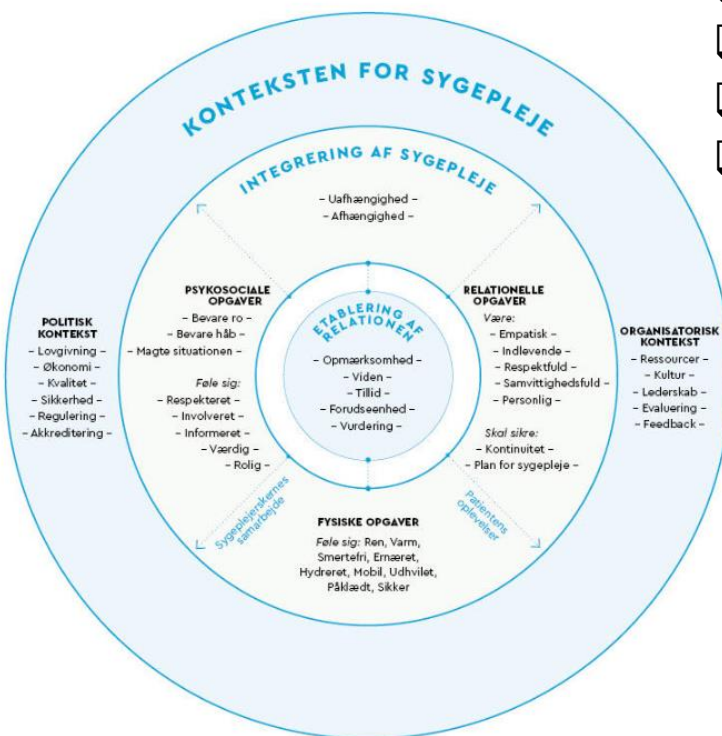 KONTEKSTEN FOR SYGEPLEJE
INTEGRERING AF SYGEPLEJE
– Uafhængighed –
– Afhængighed –
PSYKOSOCIALE
OPGAVER
– Bevare ro –
– Bevare håb –
– Magte situationen –
Føle sig:
– Respekteret –
– Involveret –
– Informeret –
– Værdig –
– Rolig –
ETABLERING AF
RELATIONEN
– Opmærksomhed –
– Viden –
– Tillid –
– Forudseenhed –
– Vurdering –
RELATIONELLE
OPGAVER
Være:
– Empatisk –
– Indlevende –
– Respektfuld –
– Samvittighedsfuld –
– Personlig –
Skal sikre:
– Kontinuitet –
– Plan for sygepleje –
POLITISK
KONTEKST
– Lovgivning –
– Økonomi –
– Kvalitet –
– Sikkerhed –
– Regulering –
– Akkreditering –
ORGANISATORISK
KONTEKST
– Ressourcer –
– Kultur –
– Lederskab –
– Evaluering –
– Feedback –
Sygeplejerskernes
samarbejde
Patientens
oplevelser
FYSISKE OPGAVER
Føle sig: Ren, Varm,
Smertefri, Ernæret,
Hydreret, Mobil, Udhvilet,
Påklædt, Sikker